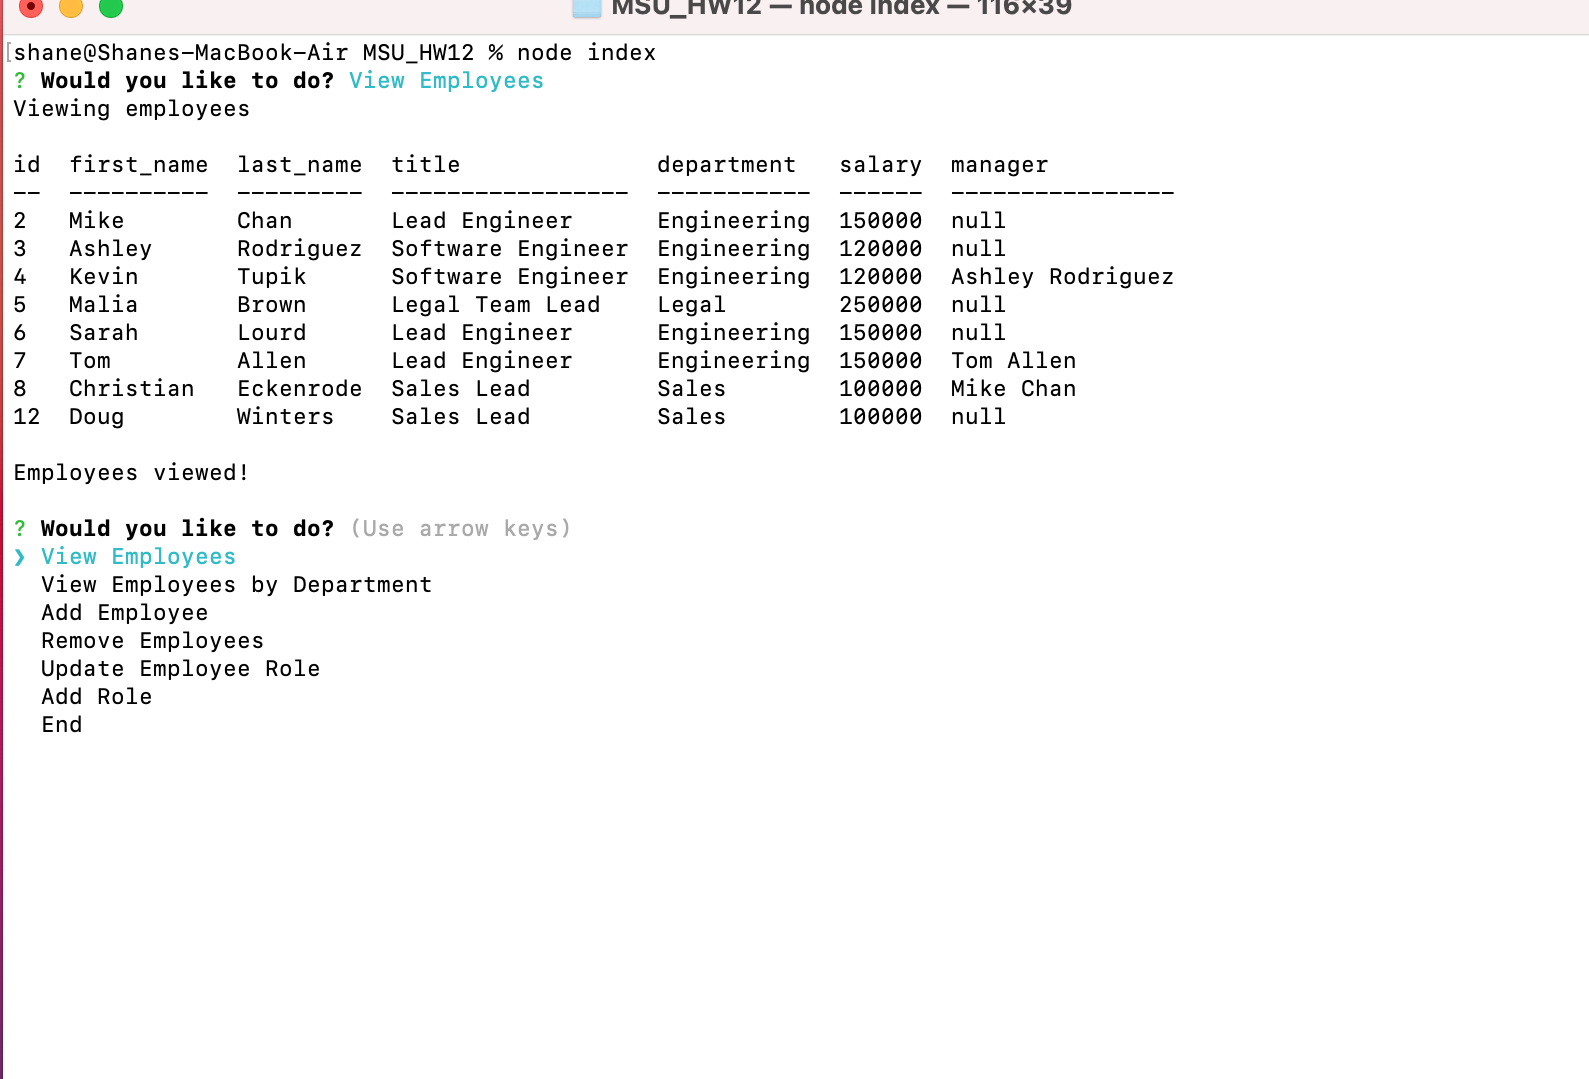 MSU_HW12 — node index — 116×39
[shane@Shanes-MacBook-Air MSU_HW12 % node index
? Would you like to do? View Employees
Viewing employees
id  first_name  last_name  title              department   salary  manager
--  ----------  ---------  -----------------  -----------  ------  ----------------
2   Mike        Chan       Lead Engineer      Engineering  150000  null
3   Ashley      Rodriguez  Software Engineer  Engineering  120000  null
4   Kevin       Tupik      Software Engineer  Engineering  120000  Ashley Rodriguez
5   Malia       Brown      Legal Team Lead    Legal        250000  null
6   Sarah       Lourd      Lead Engineer      Engineering  150000  null
7   Tom         Allen      Lead Engineer      Engineering  150000  Tom Allen
8   Christian   Eckenrode  Sales Lead         Sales        100000  Mike Chan
12  Doug        Winters    Sales Lead         Sales        100000  null
Employees viewed!
? Would you like to do? (Use arrow keys)
❯ View Employees
  View Employees by Department
  Add Employee
  Remove Employees
  Update Employee Role
  Add Role
  End